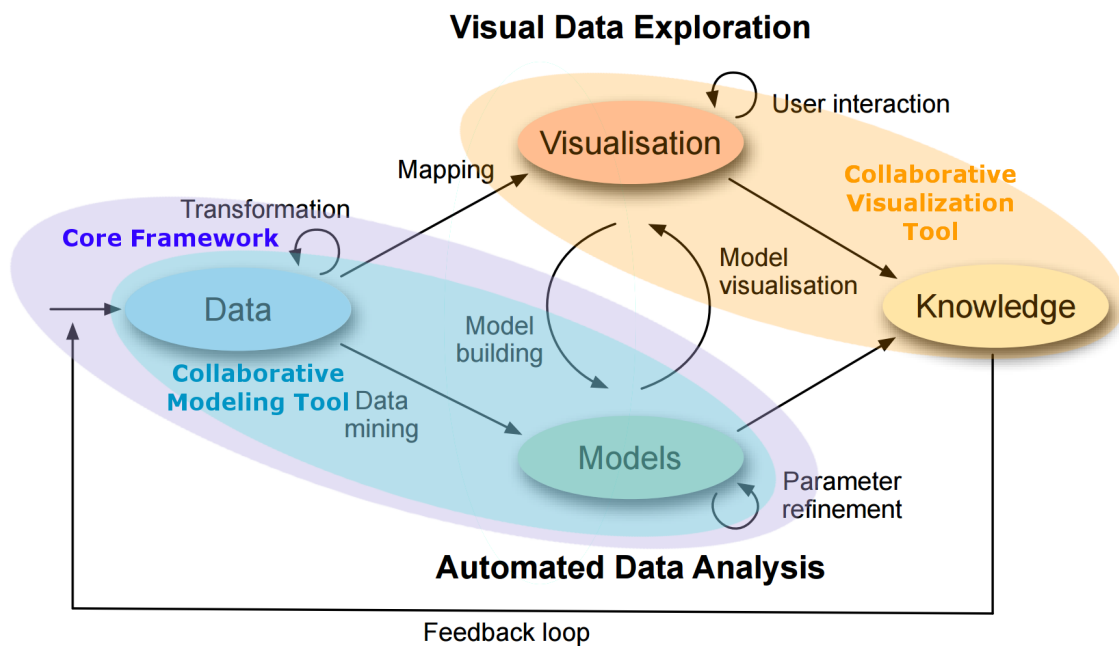 Visual Data Exploration
User interaction
Visualisation
Mapping
Collaborative
Visualization
Tool
Transformation
Core Framework
Model
visualisation
Data
Knowledge
Model
building
Collaborative
Modeling Tool
Data
mining
Models
Parameter
refinement
Automated Data Analysis
Feedback loop